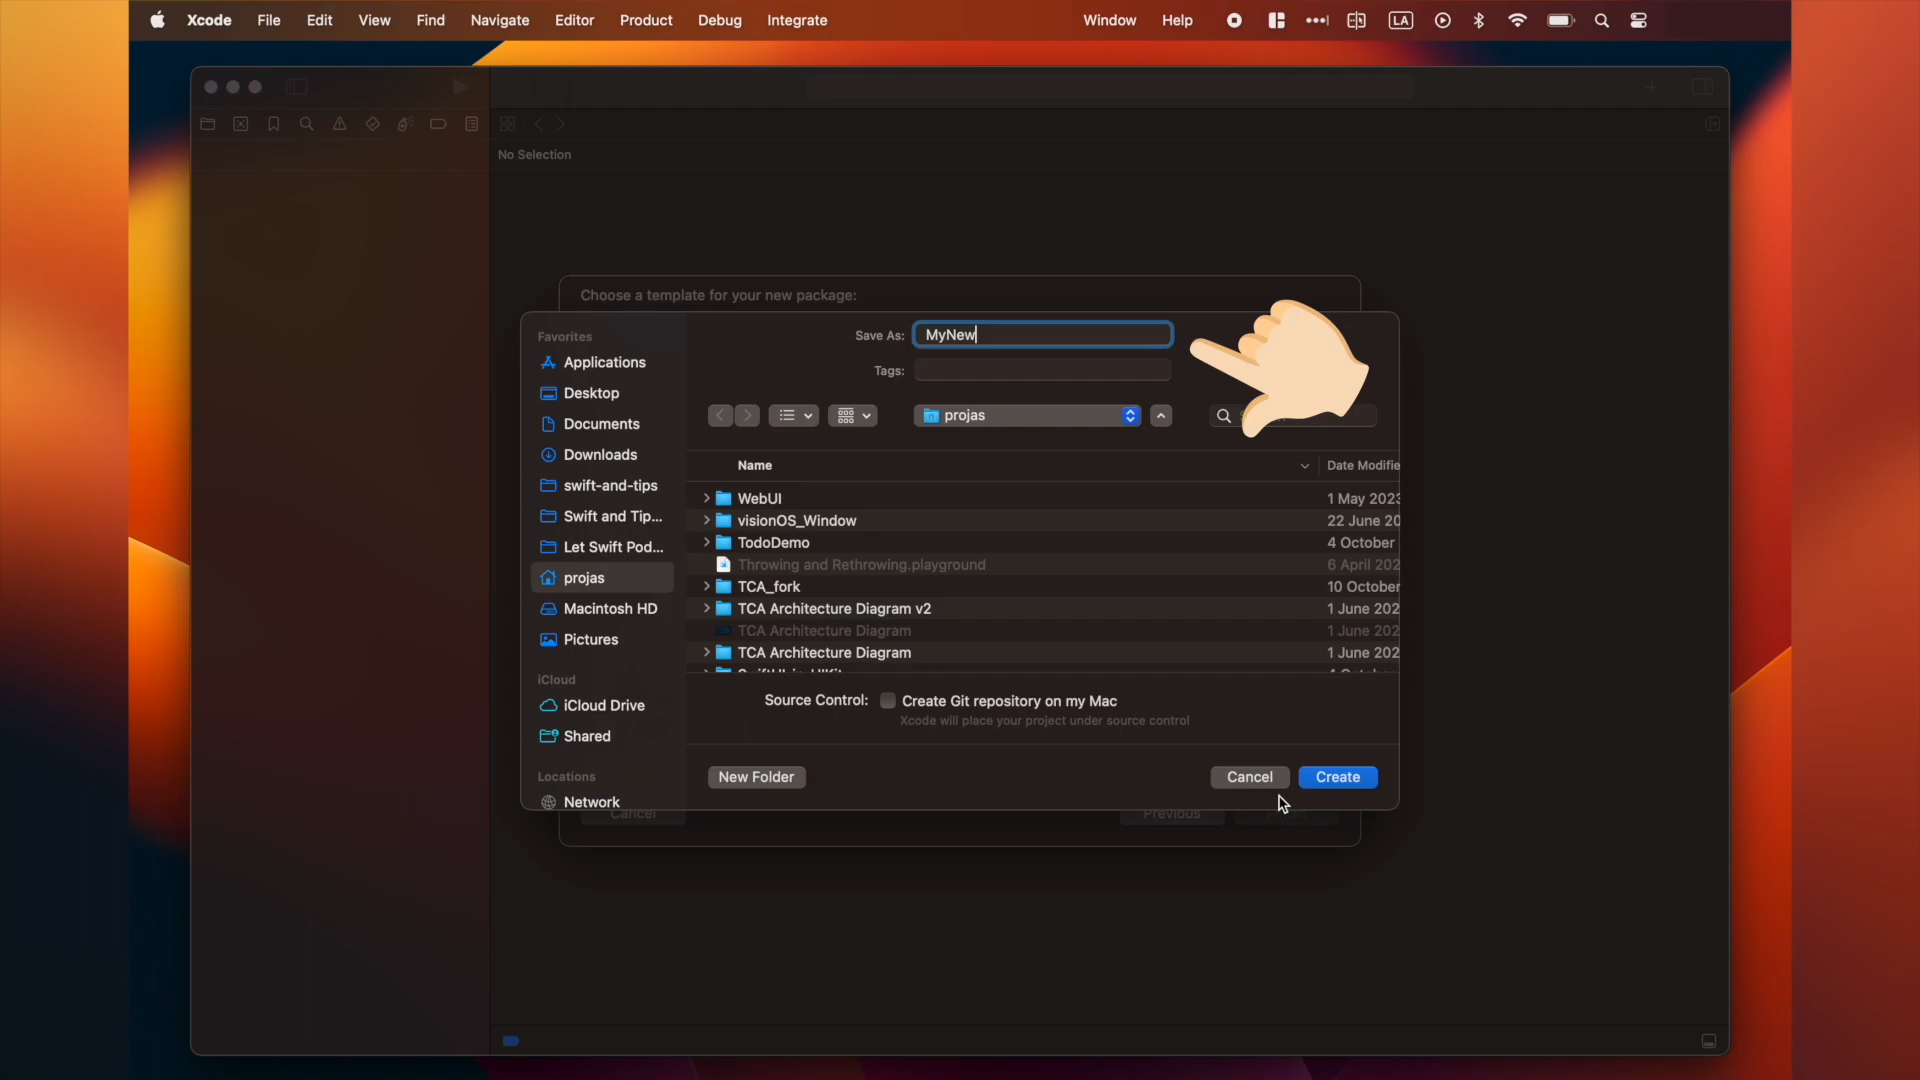 Xcode File Edit View Find Navigate Editor Product Debug Integrate Window Help LA
No Selection
Choose a template for your new package:
Favorites
Applications
Desktop
Documents
Downloads
swift-and-tips
Swift and Tip...
Let Swift Pod...
projas
Macintosh HD
Pictures
iCloud
iCloud Drive
Shared
Locations
Network
Save As: MyNew
Tags:
projas
Name Date Modifie
WebUI 1 May 2023
visionOS_Window 22 June 20
TodoDemo 4 October
Throwing and Rethrowing.playground 6 April 202
TCA_fork 10 October
TCA Architecture Diagram v2 1 June 202
TCA Architecture Diagram 1 June 202
TCA Architecture Diagram 1 June 202
Source Control: Create Git repository on my Mac
Xcode will place your project under source control
New Folder Cancel Create
Cancel Previous